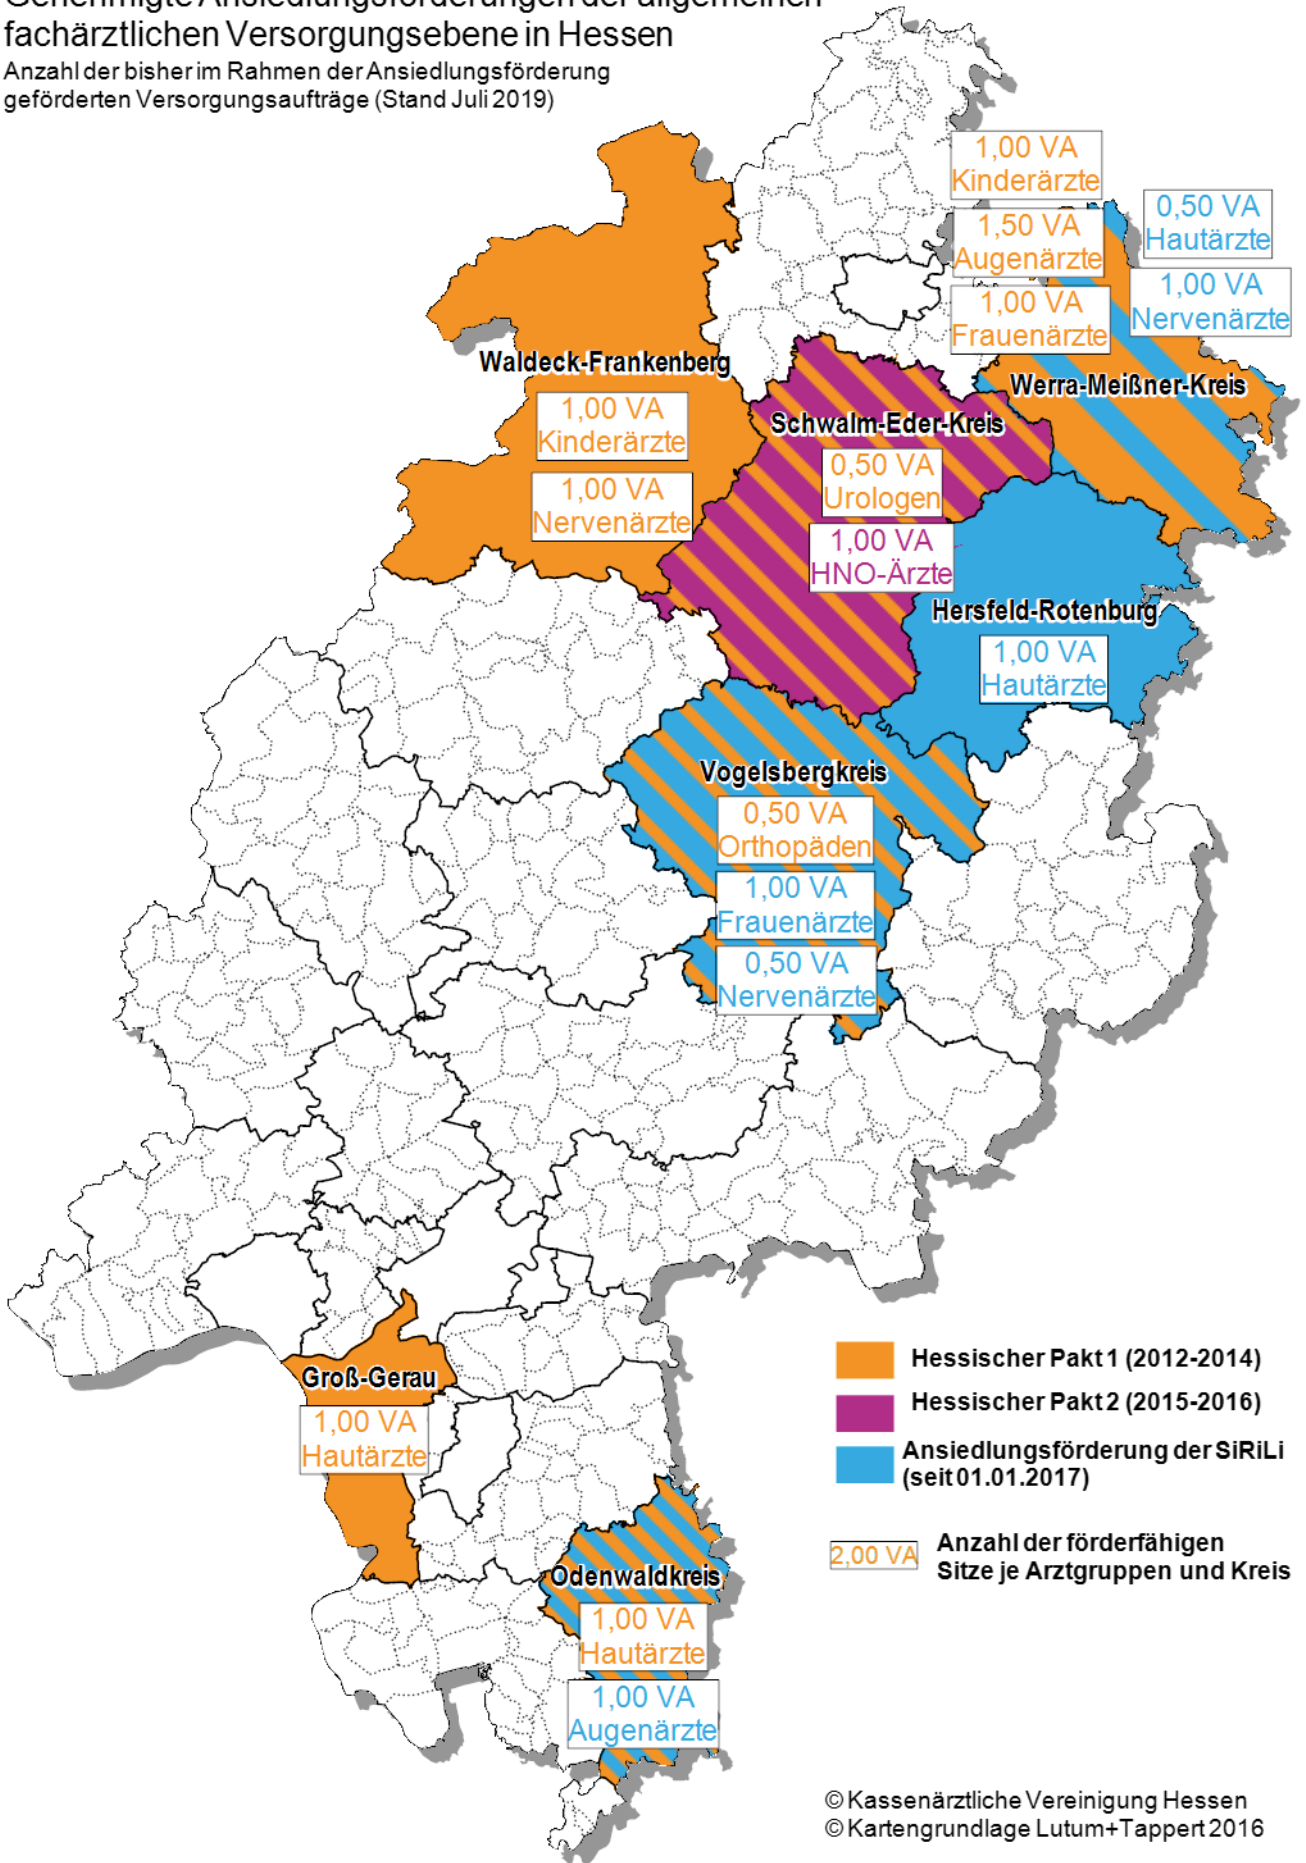 Genehmigte Ansiedlungsförderungen der allgemeinen
fachärztlichen Versorgungsebene in Hessen
Anzahl der bisher im Rahmen der Ansiedlungsförderung
geförderten Versorgungsaufträge (Stand Juli 2019)
1,00 VA
Kinderärzte
1,50 VA
Augenärzte
1,00 VA
Frauenärzte
0,50 VA
Hautärzte
1,00 VA
Nervenärzte
Werra-Meißner-Kreis
Waldeck-Frankenberg
1,00 VA
Kinderärzte
1,00 VA
Nervenärzte
Schwalm-Eder-Kreis
0,50 VA
Urologen
1,00 VA
HNO-Ärzte
Hersfeld-Rotenburg
1,00 VA
Hautärzte
Vogelsbergkreis
0,50 VA
Orthopäden
1,00 VA
Frauenärzte
0,50 VA
Nervenärzte
Groß-Gerau
1,00 VA
Hautärzte
Odenwaldkreis
1,00 VA
Hautärzte
1,00 VA
Augenärzte
Hessischer Pakt 1 (2012-2014)
Hessischer Pakt 2 (2015-2016)
Ansiedlungsförderung der SiRiLi
(seit 01.01.2017)
2,00 VA
Anzahl der förderfähigen
Sitze je Arztgruppen und Kreis
© Kassenärztliche Vereinigung Hessen
© Kartengrundlage Lutum+Tappert 2016